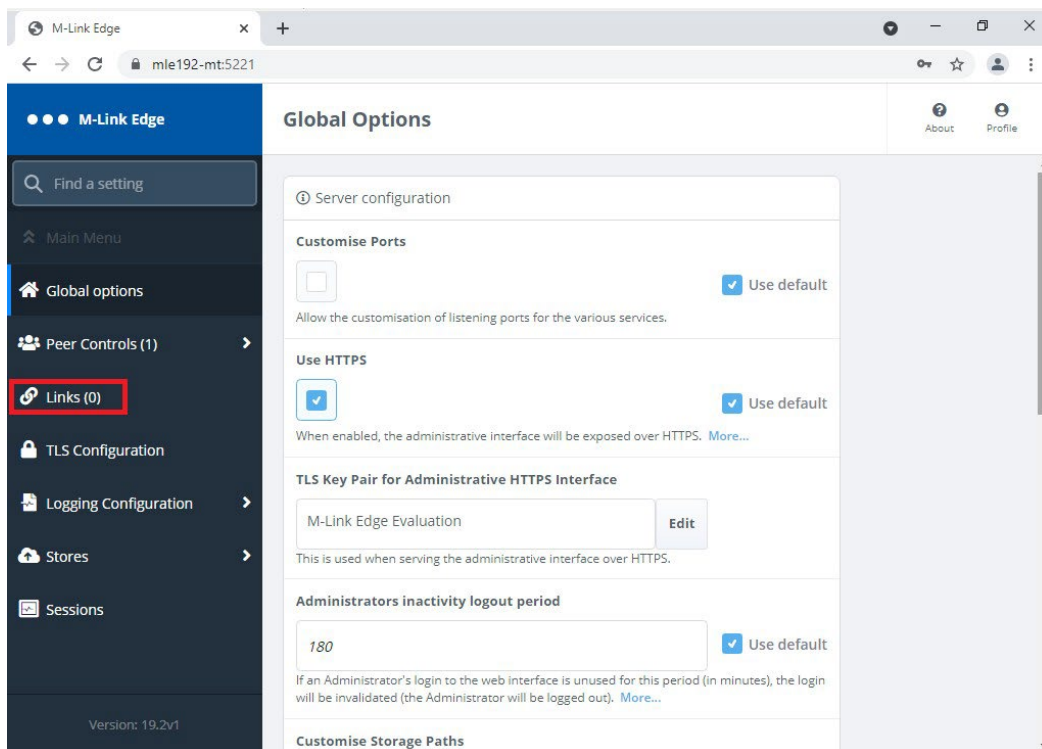 M-Link Edge
mle192-mt:5221
M-Link Edge
Global Options
About
Profile
Find a setting
Main Menu
Global options
Peer Controls (1)
Links (0)
TLS Configuration
Logging Configuration
Stores
Sessions
Version: 19.2v1
Server configuration
Customise Ports
Use default
Allow the customisation of listening ports for the various services.
Use HTTPS
Use default
When enabled, the administrative interface will be exposed over HTTPS. More...
TLS Key Pair for Administrative HTTPS Interface
M-Link Edge Evaluation
Edit
This is used when serving the administrative interface over HTTPS.
Administrators inactivity logout period
180
Use default
If an Administrator's login to the web interface is unused for this period (in minutes), the login
will be invalidated (the Administrator will be logged out). More...
Customise Storage Paths